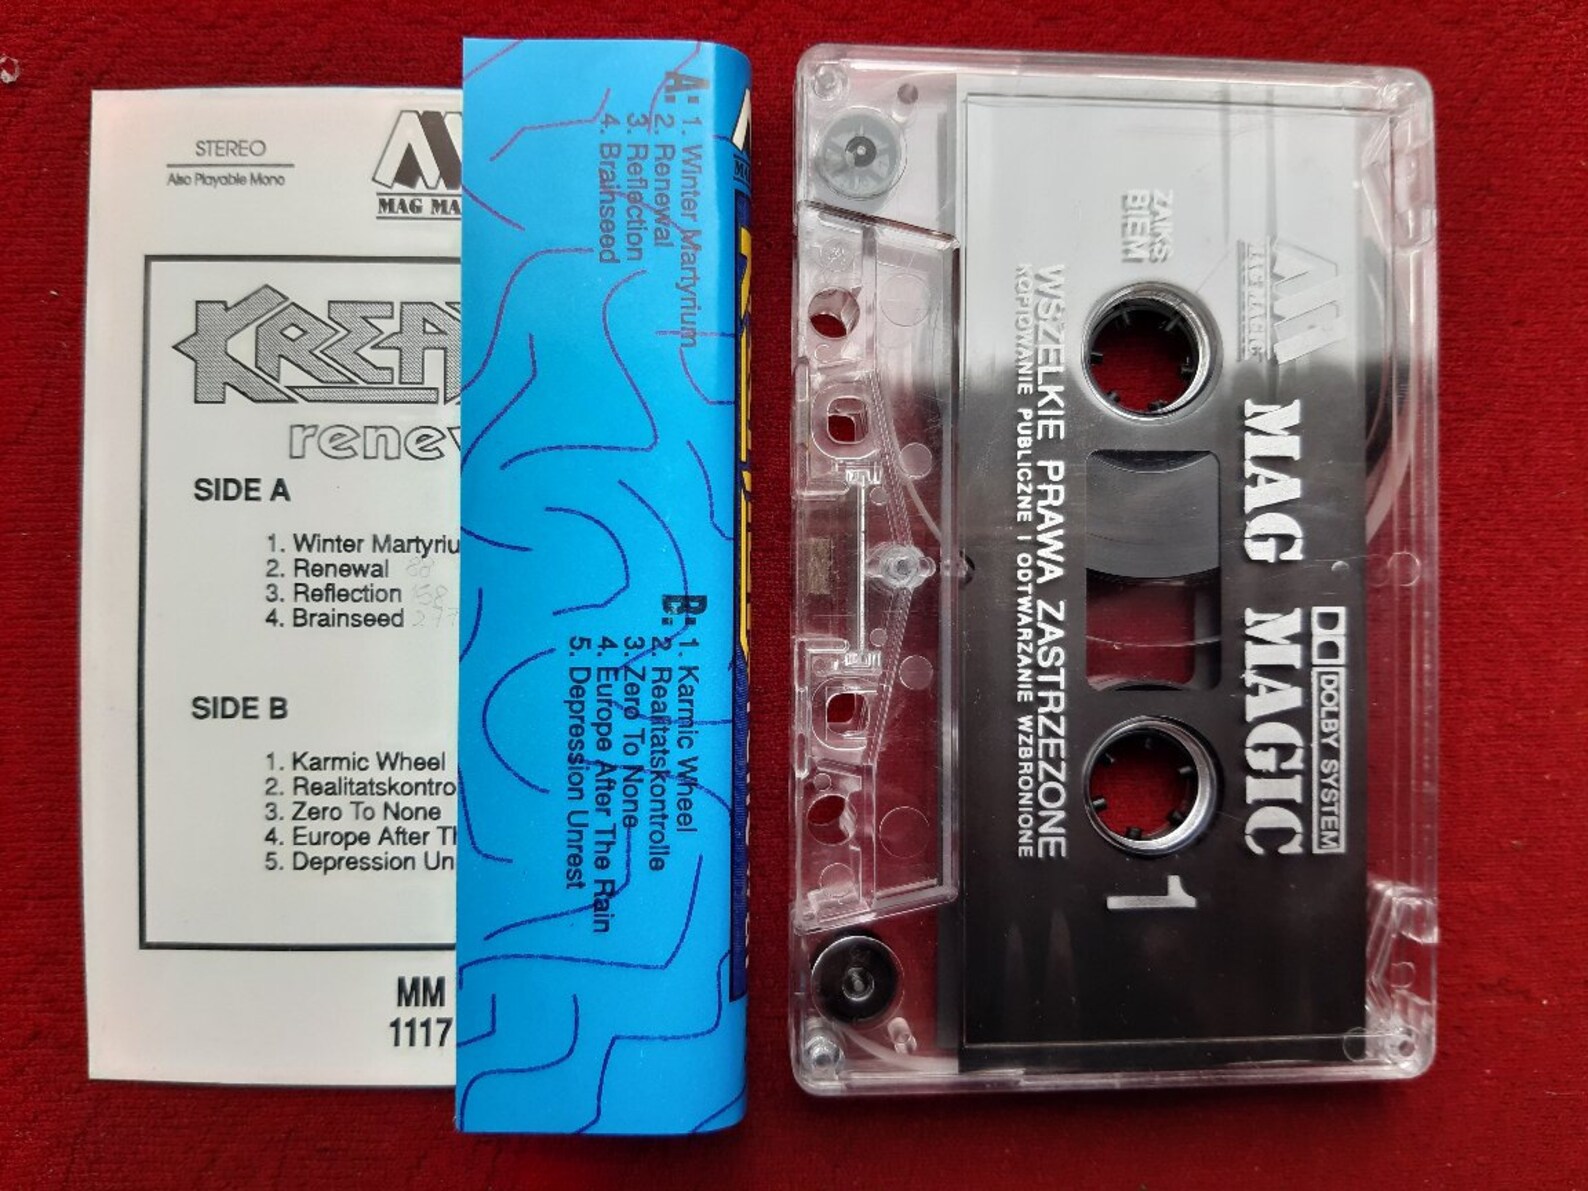 STEREO
Also Playable Mono
MAG MA
KREA
renew
SIDE A
1. Winter Martyriu
2. Renewal 88
3. Reflection 158
4. Brainseed
SIDE B
1. Karmic Wheel
2. Realitatskontro
3. Zero To None
4. Europe After Th
5. Depression Un
MM
1117
A: 1. Winter Martyrium
2. Renewal
3. Reflection
4. Brainseed
B: 1. Karmic Wheel
2. Realitatskontrolle
3. Zero To None
4. Europe After The Rain
5. Depression Unrest
DOLBY SYSTEM
MAG MAGIC
MAG MAGIC
1
ZAIKS
BIEM
WSZELKIE PRAWA ZASTRZEZONE
KOPIOWANIE PUBLICZNE I ODTWARZANIE WZBRONIONE